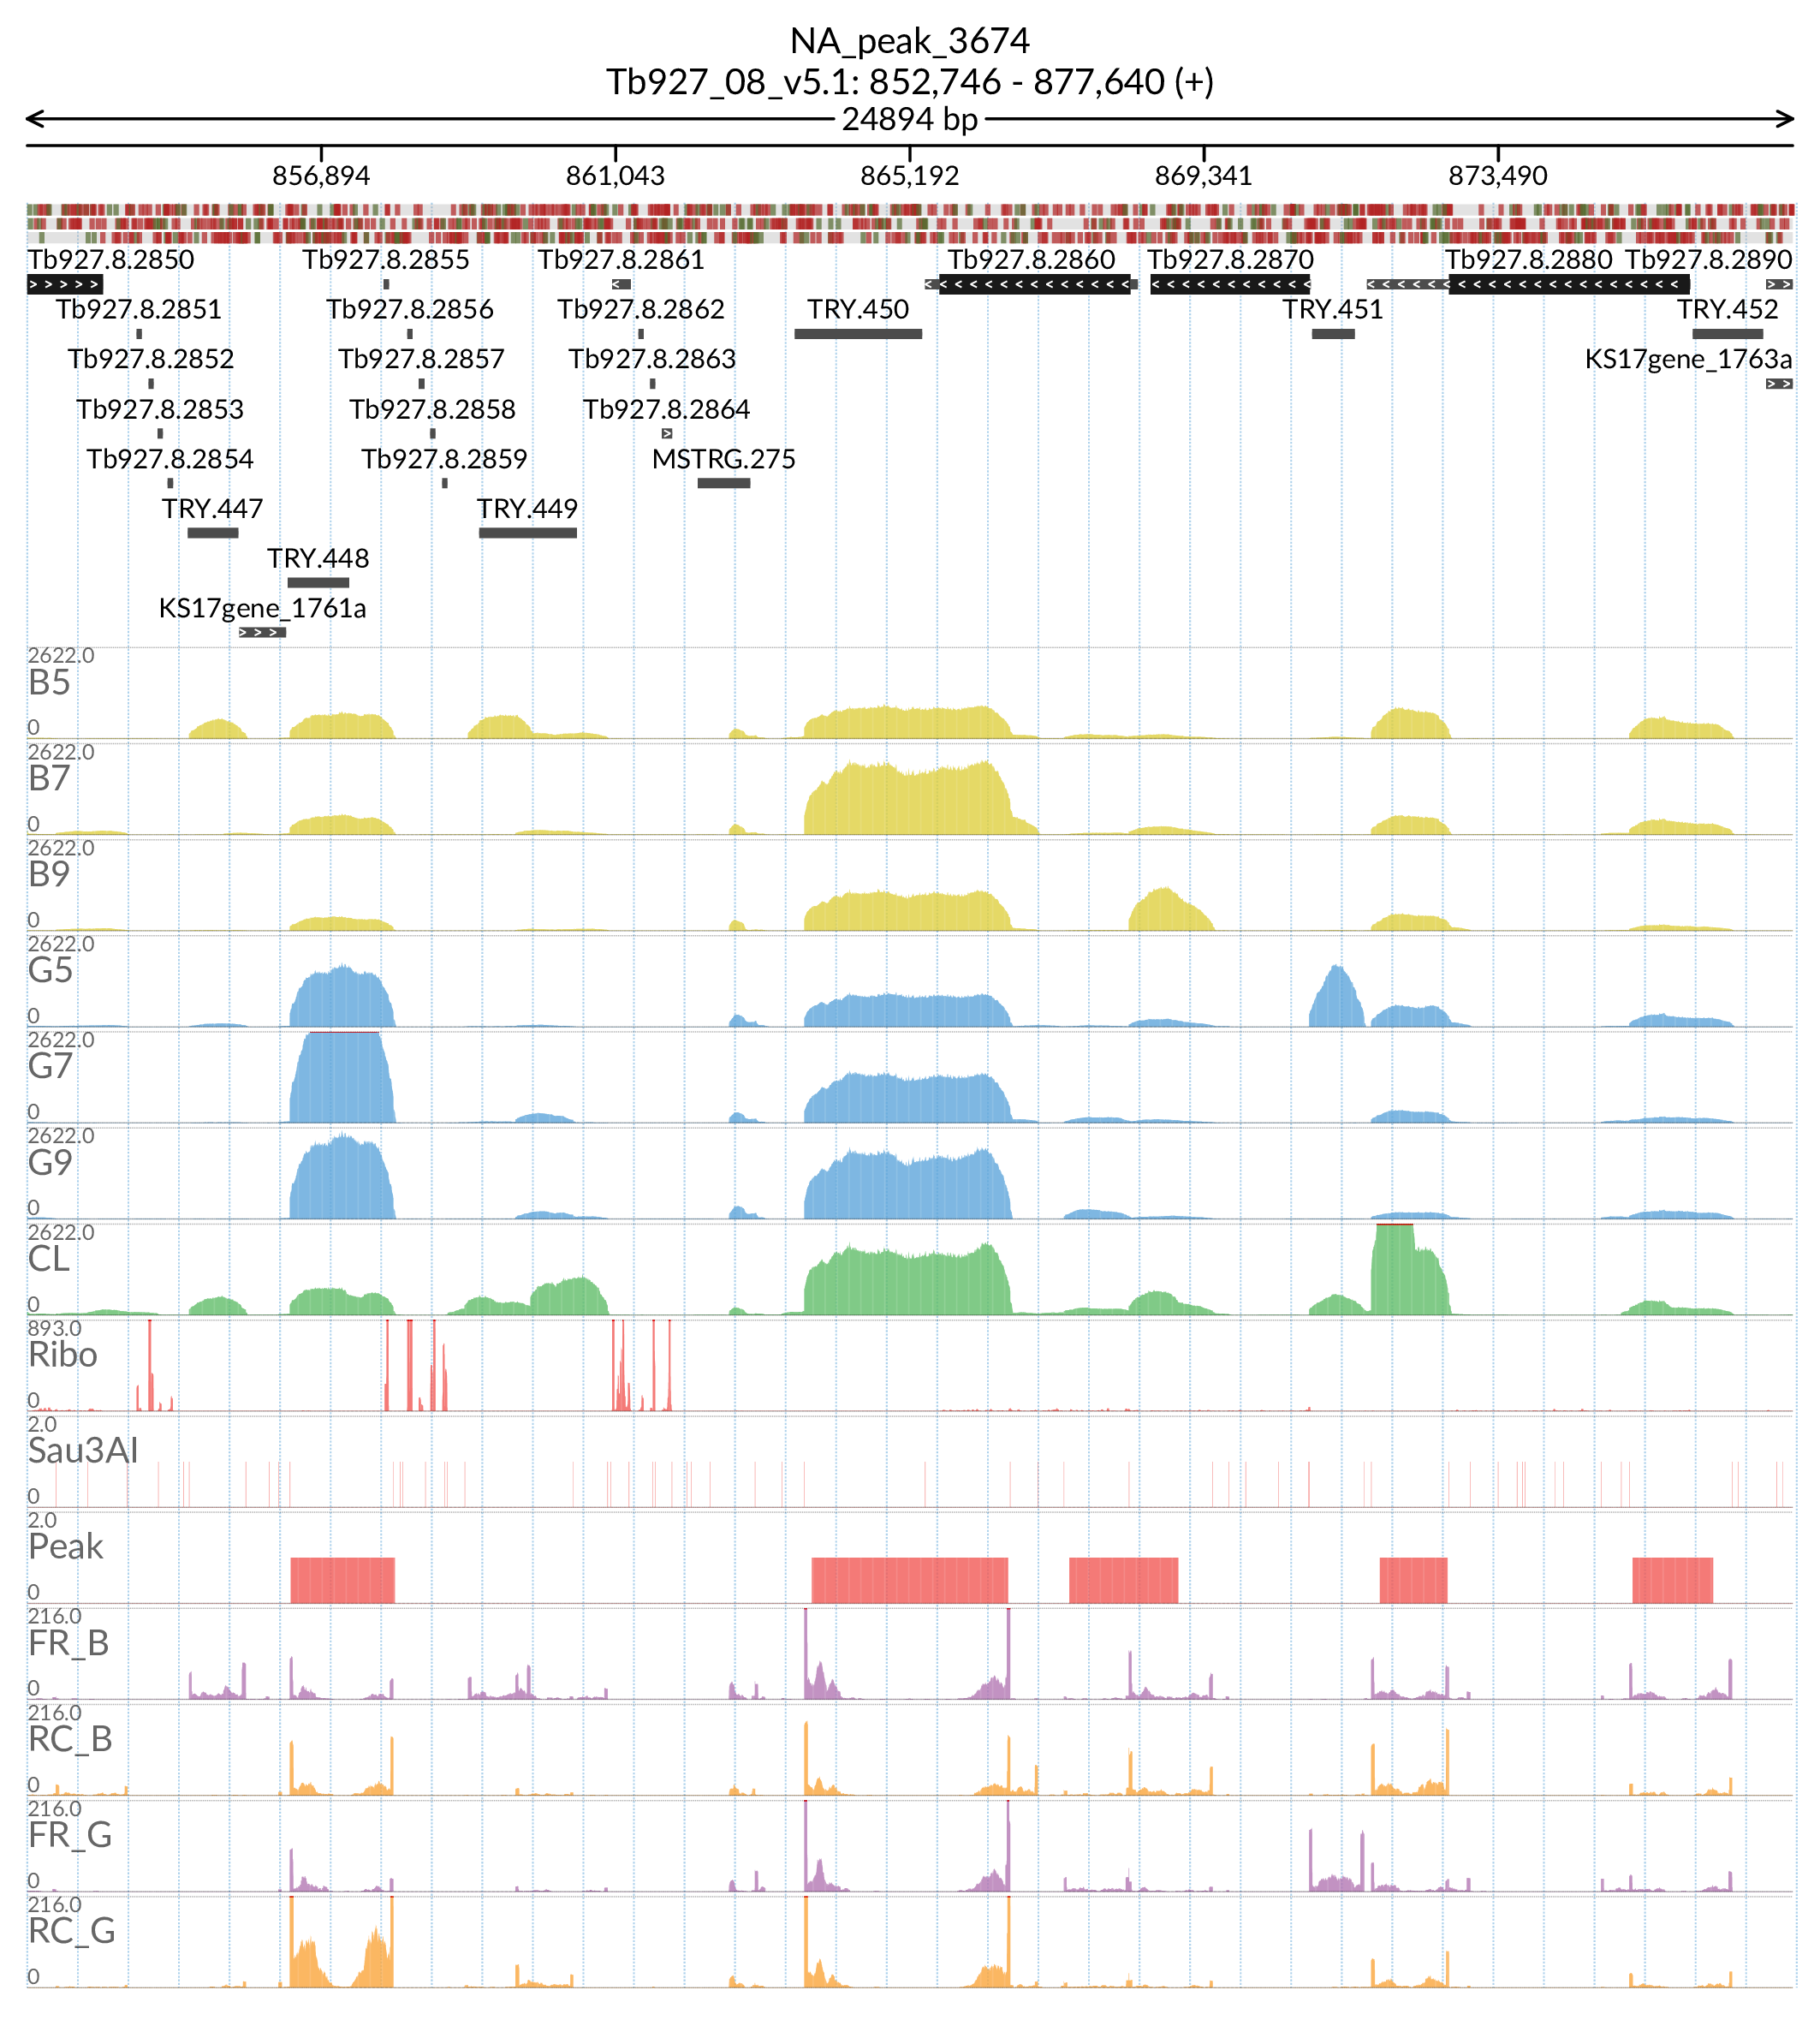 NA_peak_3674
Tb927_08_v5.1: 852,746 - 877,640 (+)
24894 bp
856,894 861,043 865,192 869,341 873,490
Tb927.8.2850 Tb927.8.2855 Tb927.8.2861 Tb927.8.2860 Tb927.8.2870 Tb927.8.2880 Tb927.8.2890
Tb927.8.2851 Tb927.8.2856 Tb927.8.2862 TRY.450 TRY.451 TRY.452
Tb927.8.2852 Tb927.8.2857 Tb927.8.2863 KS17gene_1763a
Tb927.8.2853 Tb927.8.2858 Tb927.8.2864
Tb927.8.2854 Tb927.8.2859 MSTRG.275
TRY.447 TRY.449
TRY.448
KS17gene_1761a
2622.0
B5
0
2622.0
B7
0
2622.0
B9
0
2622.0
G5
0
2622.0
G7
0
2622.0
G9
0
2622.0
CL
0
893.0
Ribo
0
2.0
Sau3AI
0
2.0
Peak
0
216.0
FR_B
0
216.0
RC_B
0
216.0
FR_G
0
216.0
RC_G
0